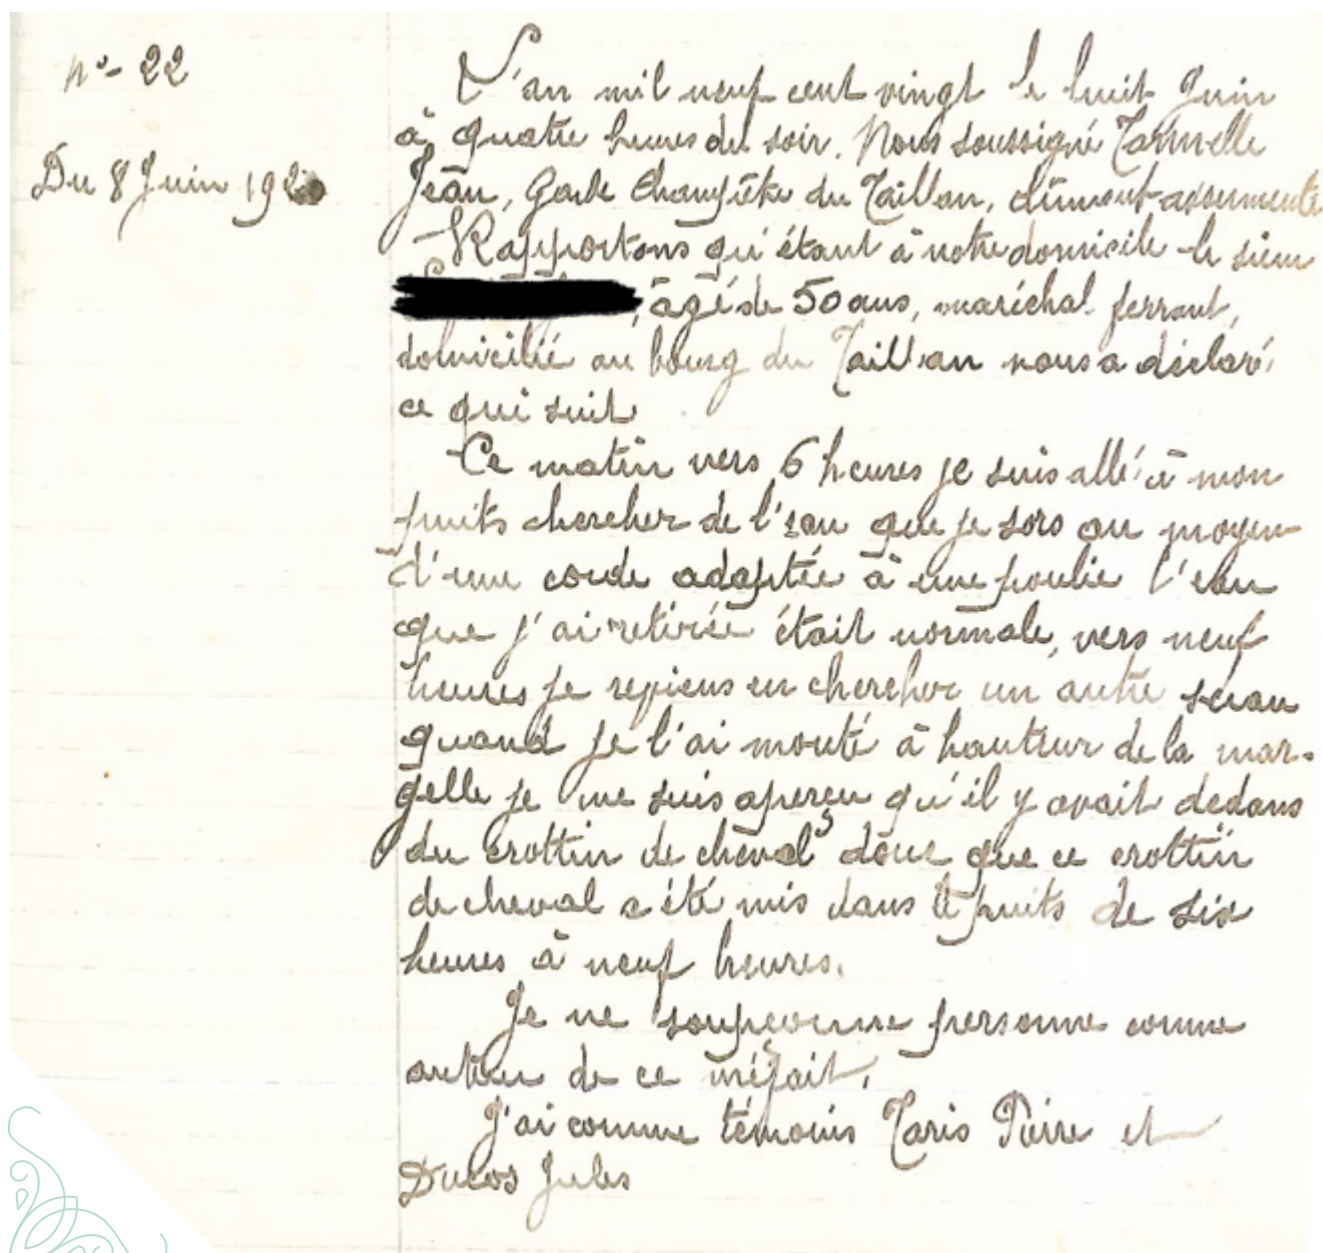 n°- 22
Du 8 Juin 1920
L'an mil neuf cent vingt le huit Juin
à quatre heures du soir. Nous soussigné
Jean, Garde Champêtre du Taillan, dûment assermenté
Rapportons qu'étant à notre domicile le sieur
, âgé de 50 ans, maréchal ferrant,
domicilié au bourg du Taillan nous a déclaré
ce qui suit
Ce matin vers 6 heures je suis allé à mon
puits chercher de l'eau que je sors au moyen
d'une corde adaptée à une poulie l'eau
que j'ai retirée était normale, vers neuf
heures je reviens en chercher un autre seau
quand je l'ai monté à hauteur de la mar-
gelle je me suis aperçu qu'il y avait dedans
du crottin de cheval donc que ce crottin
de cheval a été mis dans le puits de six
heures à neuf heures.
Je ne soupçonne personne comme
auteur de ce méfait.
J'ai comme témoins Taris Pierre et
Duclos Jules